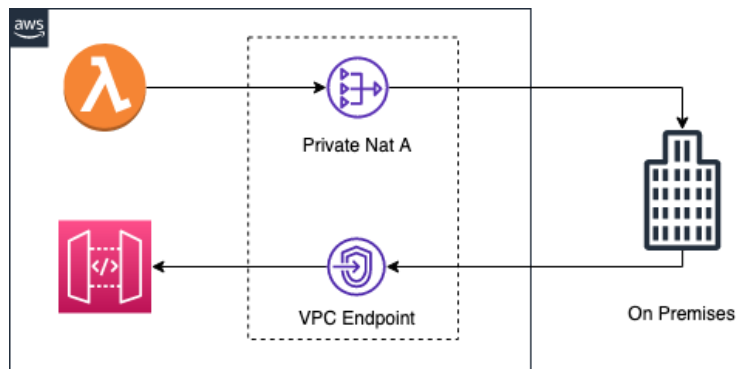 aws
λ
Private Nat A
</>
VPC Endpoint
On Premises